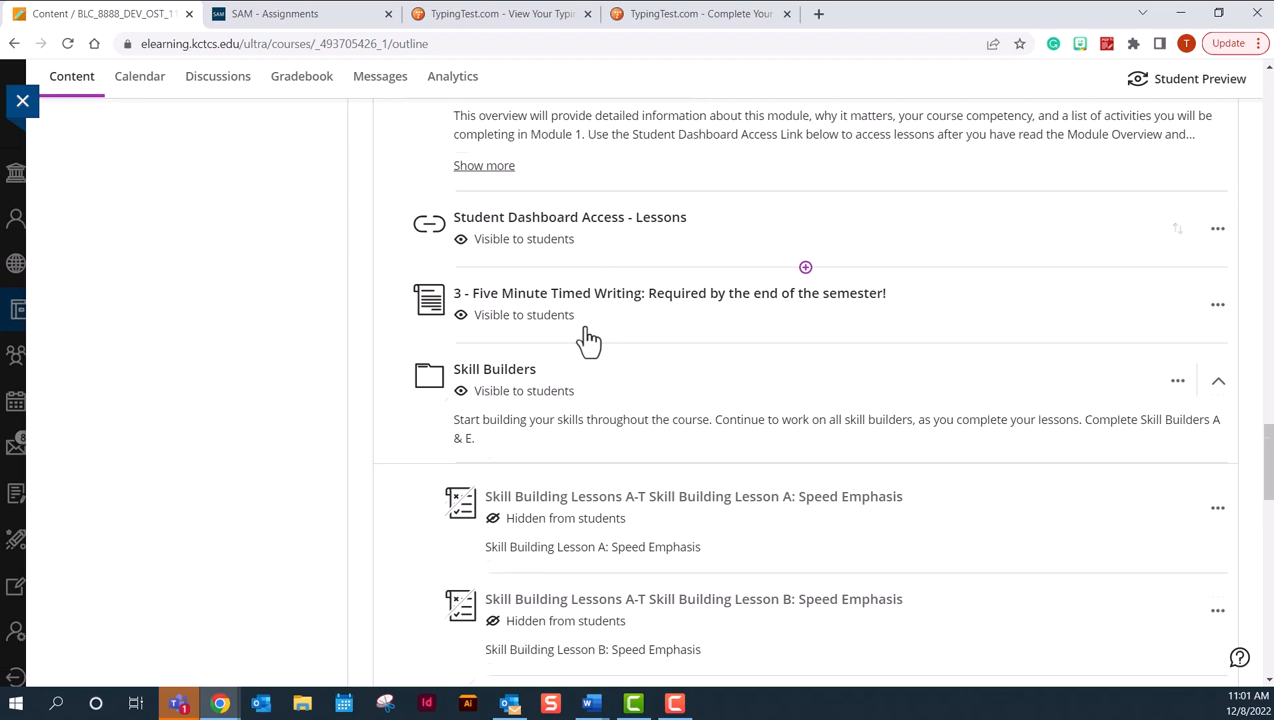 Content / BLC_8888_DEV_OST_11
SAM - Assignments
TypingTest.com - View Your Typin
TypingTest.com - Complete Your
elearning.kctcs.edu/ultra/courses/_493705426_1/outline
T
Update
Content
Calendar
Discussions
Gradebook
Messages
Analytics
Student Preview
This overview will provide detailed information about this module, why it matters, your course competency, and a list of activities you will be
completing in Module 1. Use the Student Dashboard Access Link below to access lessons after you have read the Module Overview and...
Show more
Student Dashboard Access - Lessons
Visible to students
3 - Five Minute Timed Writing: Required by the end of the semester!
Visible to students
Skill Builders
Visible to students
Start building your skills throughout the course. Continue to work on all skill builders, as you complete your lessons. Complete Skill Builders A
& E.
Skill Building Lessons A-T Skill Building Lesson A: Speed Emphasis
Hidden from students
Skill Building Lesson A: Speed Emphasis
Skill Building Lessons A-T Skill Building Lesson B: Speed Emphasis
Hidden from students
Skill Building Lesson B: Speed Emphasis
11:01 AM
12/8/2022